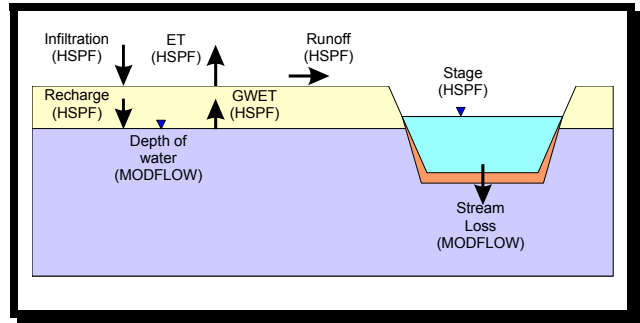 Infiltration
(HSPF)
ET
(HSPF)
Runoff
(HSPF)
Stage
(HSPF)
Recharge
(HSPF)
GWET
(HSPF)
Depth of
water
(MODFLOW)
Stream
Loss
(MODFLOW)